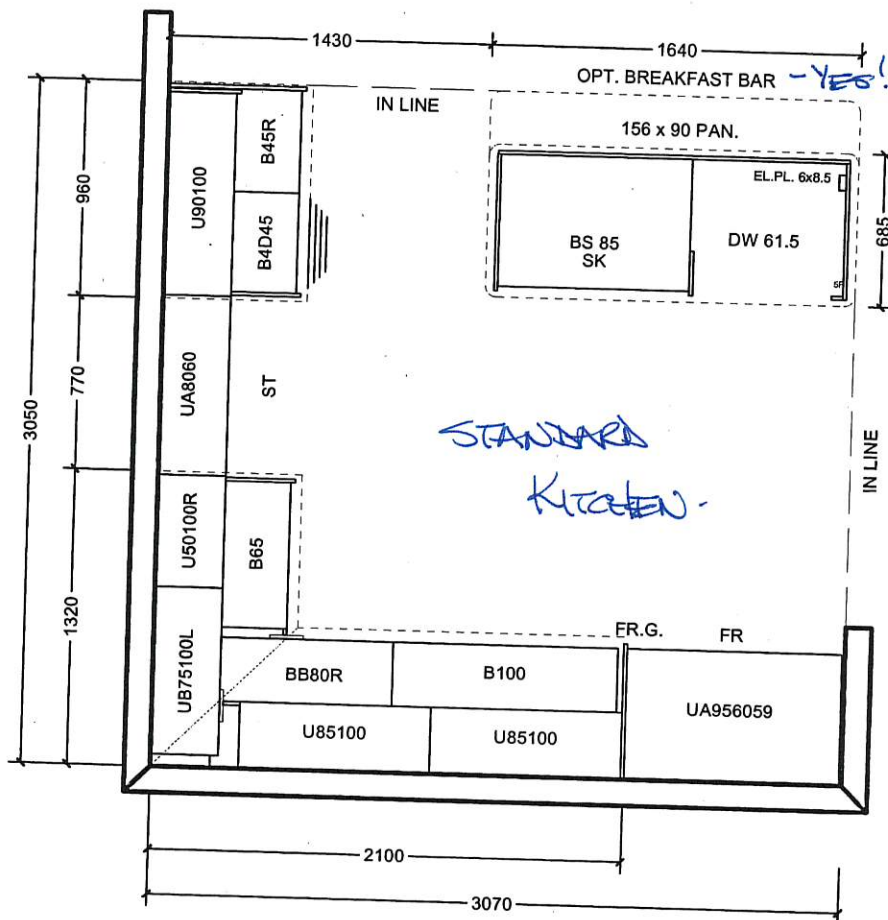 1430
1640
OPT. BREAKFAST BAR - YES!
IN LINE
156 x 90 PAN.
EL.PL. 6x8.5
B45R
U90100
960
BS 85
SK
DW 61.5
685
B4D45
SP
3050
770
UA8060
ST
STANDARD
KITCHEN -
IN LINE
U50100R
B65
1320
FR.G.
FR
UB75100L
BB80R
B100
UA956059
U85100
U85100
2100
3070